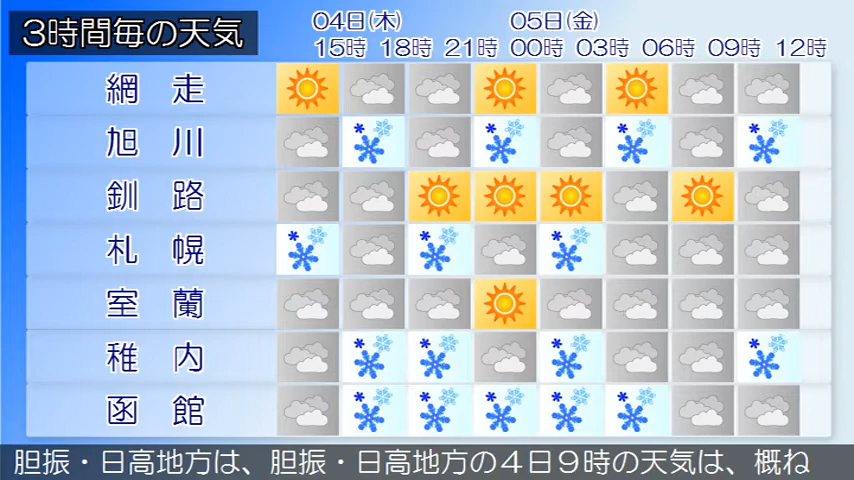 3時間毎の天気
04日(木) 05日(金)
15時 18時 21時 00時 03時 06時 09時 12時
網 走
旭 川
釧 路
札 幌
室 蘭
稚 内
函 館
胆振・日高地方は、胆振・日高地方の4日9時の天気は、概ね